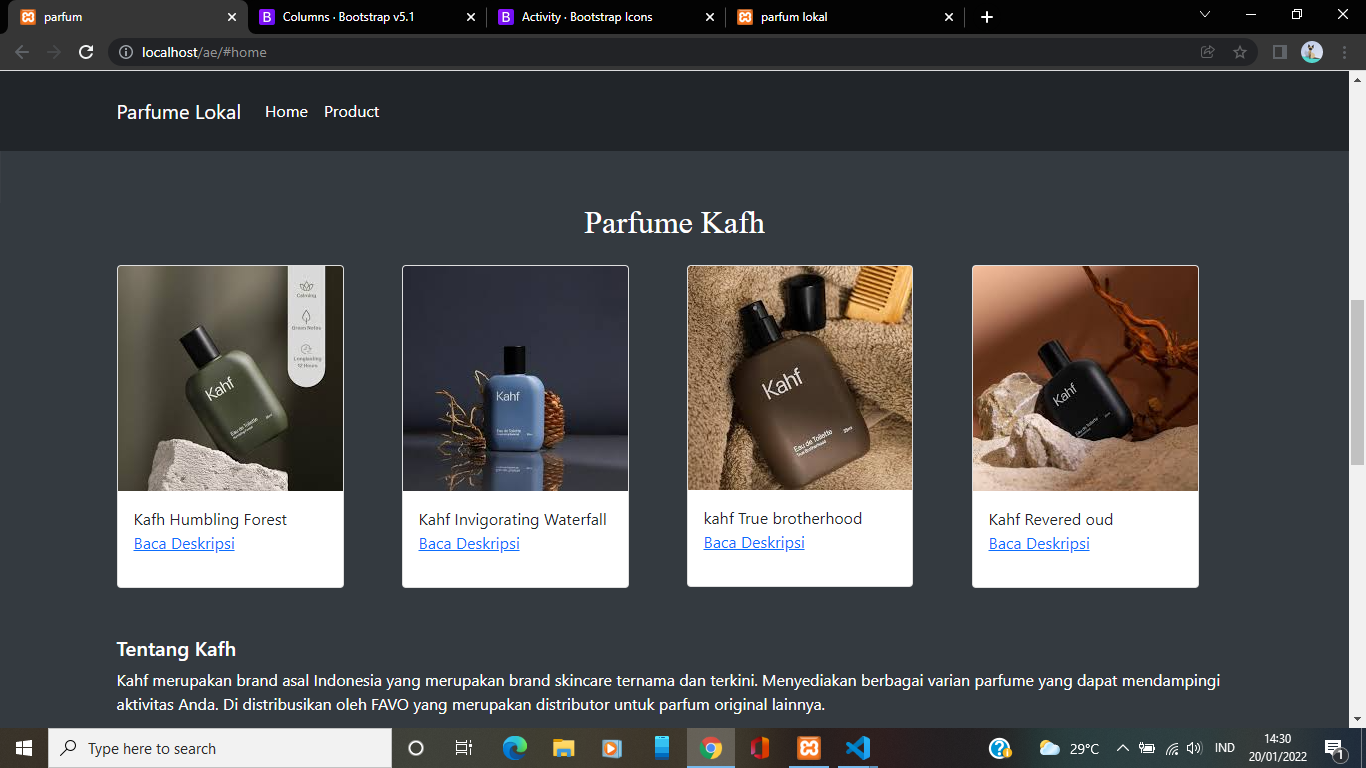 parfum
Columns · Bootstrap v5.1
Activity · Bootstrap Icons
parfum lokal
localhost/ae/#home
Parfume Lokal Home Product
Parfume Kafh
Calming
Green Notes
Longlasting
12 Hours
Kahf
Eau de Toilette
Kahf
Kahf
Eau de Toilette
True Brotherhood
Kahf
Kafh Humbling Forest
Baca Deskripsi
Kahf Invigorating Waterfall
Baca Deskripsi
kahf True brotherhood
Baca Deskripsi
Kahf Revered oud
Baca Deskripsi
Tentang Kafh
Kahf merupakan brand asal Indonesia yang merupakan brand skincare ternama dan terkini. Menyediakan berbagai varian parfume yang dapat mendampingi
aktivitas Anda. Di distribusikan oleh FAVO yang merupakan distributor untuk parfum original lainnya.
Type here to search
29°C
IND
14:30
20/01/2022
1